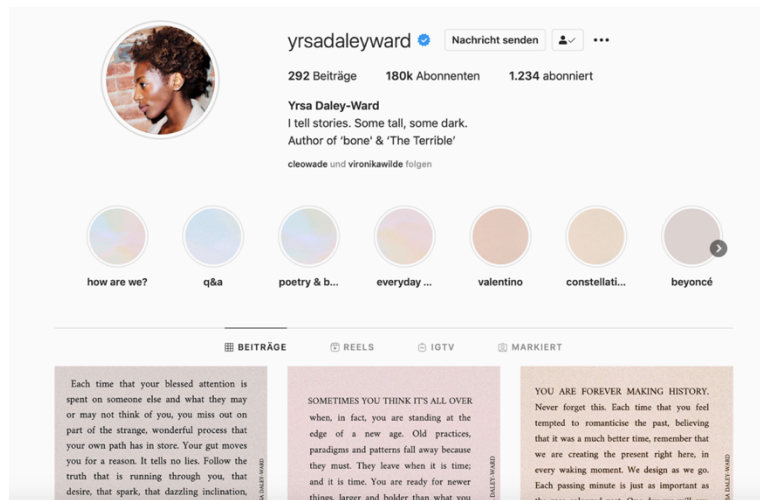 yrsadaleyward Nachricht senden
292 Beiträge 180k Abonnenten 1.234 abonniert
Yrsa Daley-Ward
I tell stories. Some tall, some dark.
Author of ‘bone' & ‘The Terrible’
cleowade und vironikawilde folgen
how are we? q&a poetry & b... everyday ... valentino constellati... beyoncé
BEITRÄGE REELS IGTV MARKIERT
Each time that your blessed attention is
spent on someone else and what they may
or may not think of you, you miss out on
part of the strange, wonderful process that
your own path has in store. Your gut moves
you for a reason. It tells no lies. Follow the
truth that is running through you, that
desire, that spark, that dazzling inclination,
SA DALEY-WARD
SOMETIMES YOU THINK IT'S ALL OVER
when, in fact, you are standing at the
edge of a new age. Old practices,
paradigms and patterns fall away because
they must. They leave when it is time;
and it is time. You are ready for newer
things, larger and bolder than what you
DALEY-WARD
YOU ARE FOREVER MAKING HISTORY.
Never forget this. Each time that you feel
tempted to romanticise the past, believing
that it was a much better time, remember that
we are creating the present right here, in
every waking moment. We design as we go.
Each passing minute is just as important as
SA DALEY-WARD